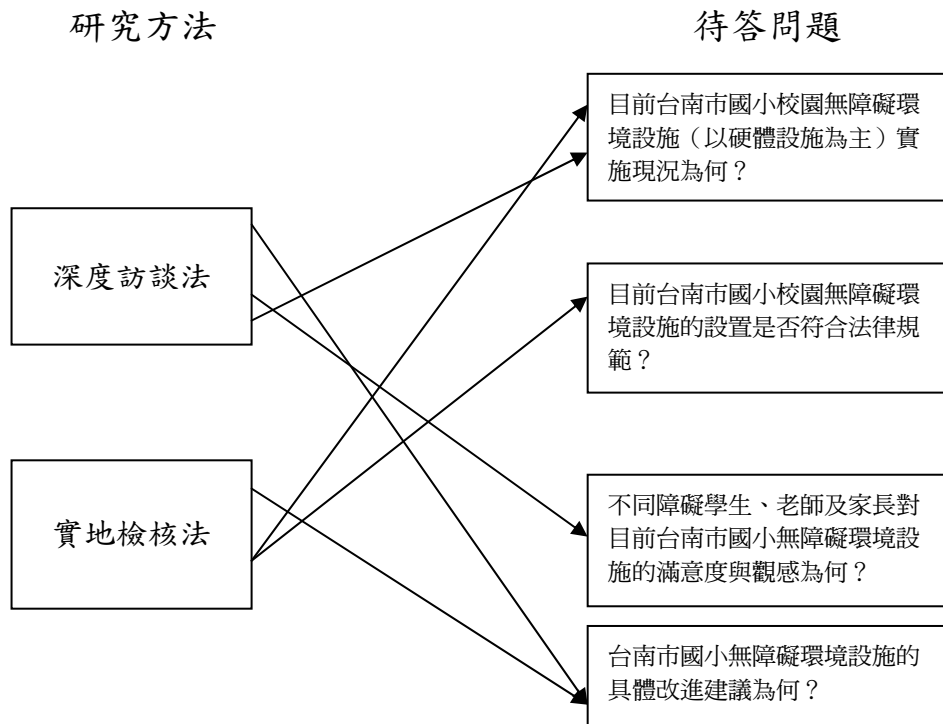 研究方法
待答問題
目前台南市國小校園無障礙環
境設施（以硬體設施為主）實
施現況為何？
深度訪談法
目前台南市國小校園無障礙環
境設施的設置是否符合法律規
範？
實地檢核法
不同障礙學生、老師及家長對
目前台南市國小無障礙環境設
施的滿意度與觀感為何？
台南市國小無障礙環境設施的
具體改進建議為何？